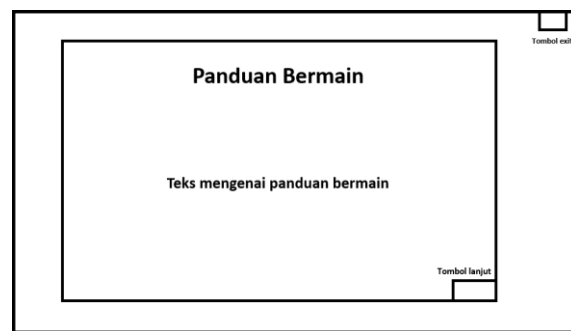 Tombol exit
Panduan Bermain
Teks mengenai panduan bermain
Tombol lanjut